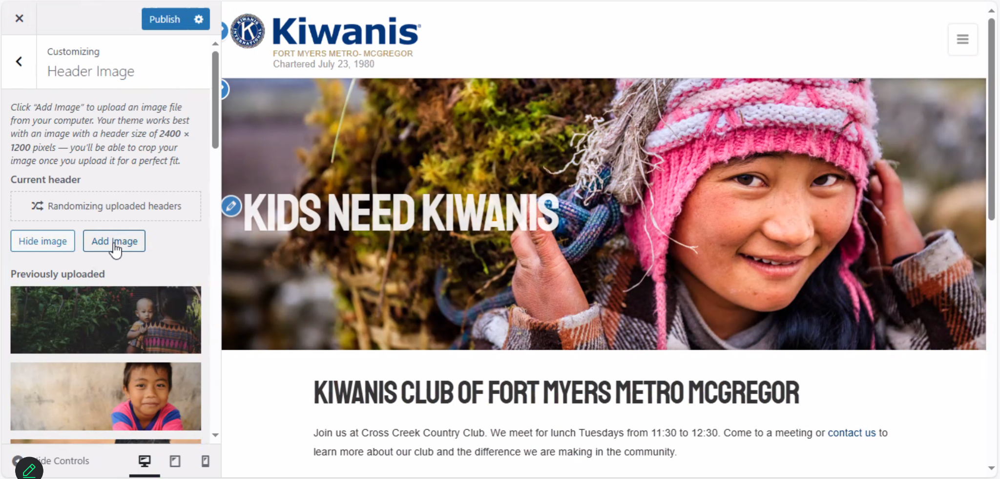 Publish
Customizing
Header Image
Click “Add Image” to upload an image file
from your computer. Your theme works best
with an image with a header size of 2400 ×
1200 pixels — you'll be able to crop your
image once you upload it for a perfect fit.
Current header
Randomizing uploaded headers
Hide image
Add Image
Previously uploaded
KIWANIS
K
INTERNATIONAL
Kiwanis®
FORT MYERS METRO- MCGREGOR
Chartered July 23, 1980
KIDS NEED KIWANIS
KIWANIS CLUB OF FORT MYERS METRO MCGREGOR
Join us at Cross Creek Country Club. We meet for lunch Tuesdays from 11:30 to 12:30. Come to a meeting or contact us to
learn more about our club and the difference we are making in the community.
Controls